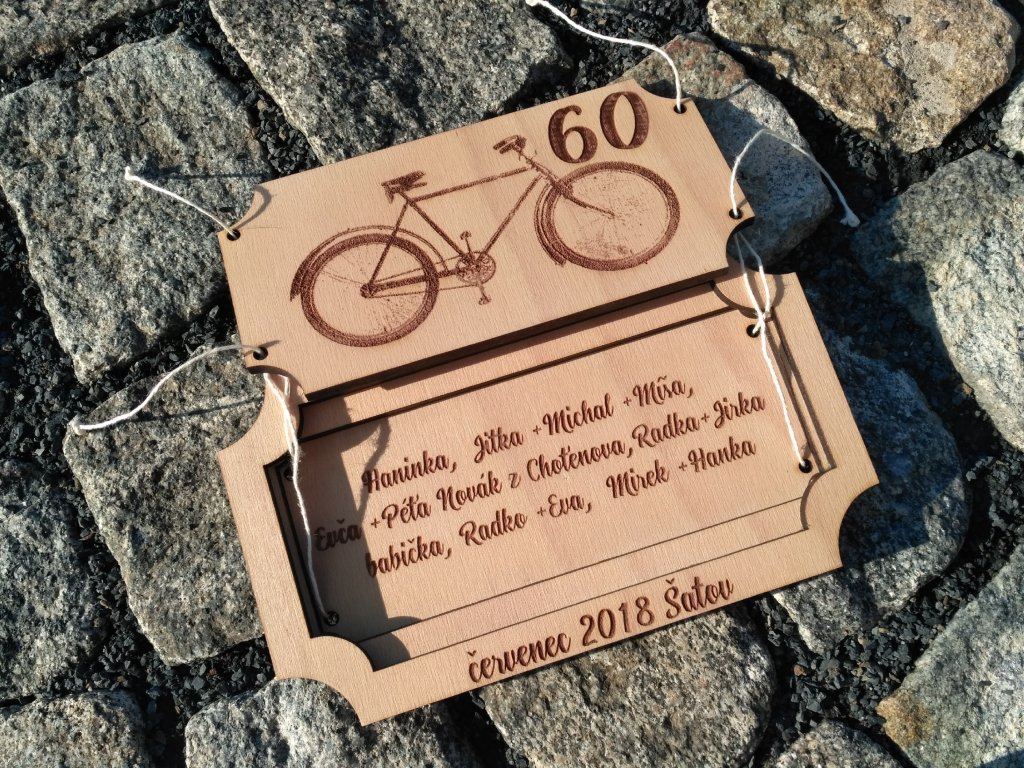 60
Haninka, Jitka +Michal +Míša,
Evča +Péťa Novák z Chotěnova, Radka+Jirka
babička, Radko +Eva, Mirek +Hanka
červenec 2018 Šatov